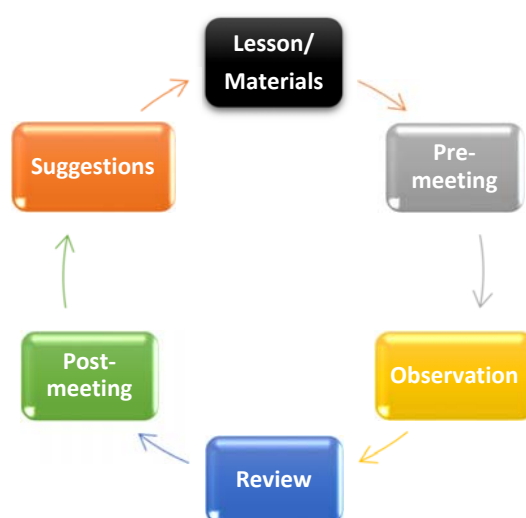 Lesson/
Materials
Pre-
meeting
Observation
Review
Post-
meeting
Suggestions